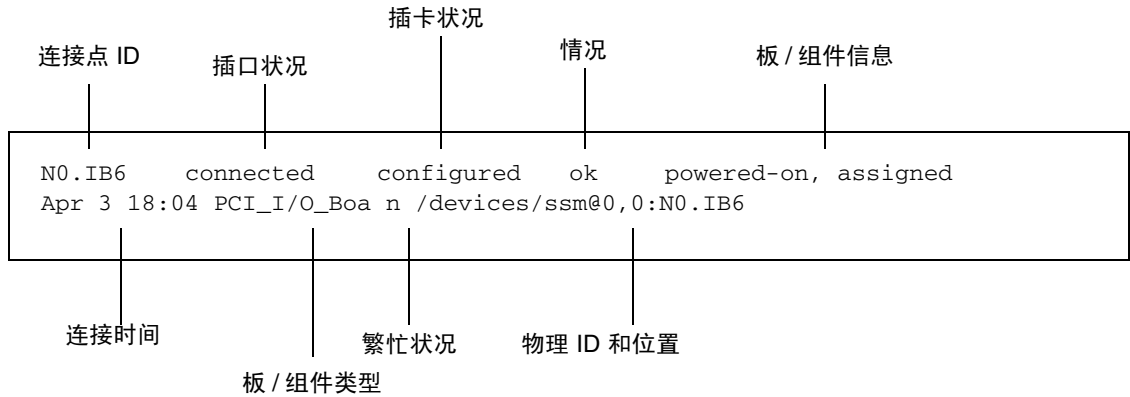 插卡状况
连接点 ID
插口状况
情况
板 / 组件信息
N0.IB6 connected configured ok powered-on, assigned
Apr 3 18:04 PCI_I/O_Boa n /devices/ssm@0,0:N0.IB6
连接时间
繁忙状况
物理 ID 和位置
板 / 组件类型